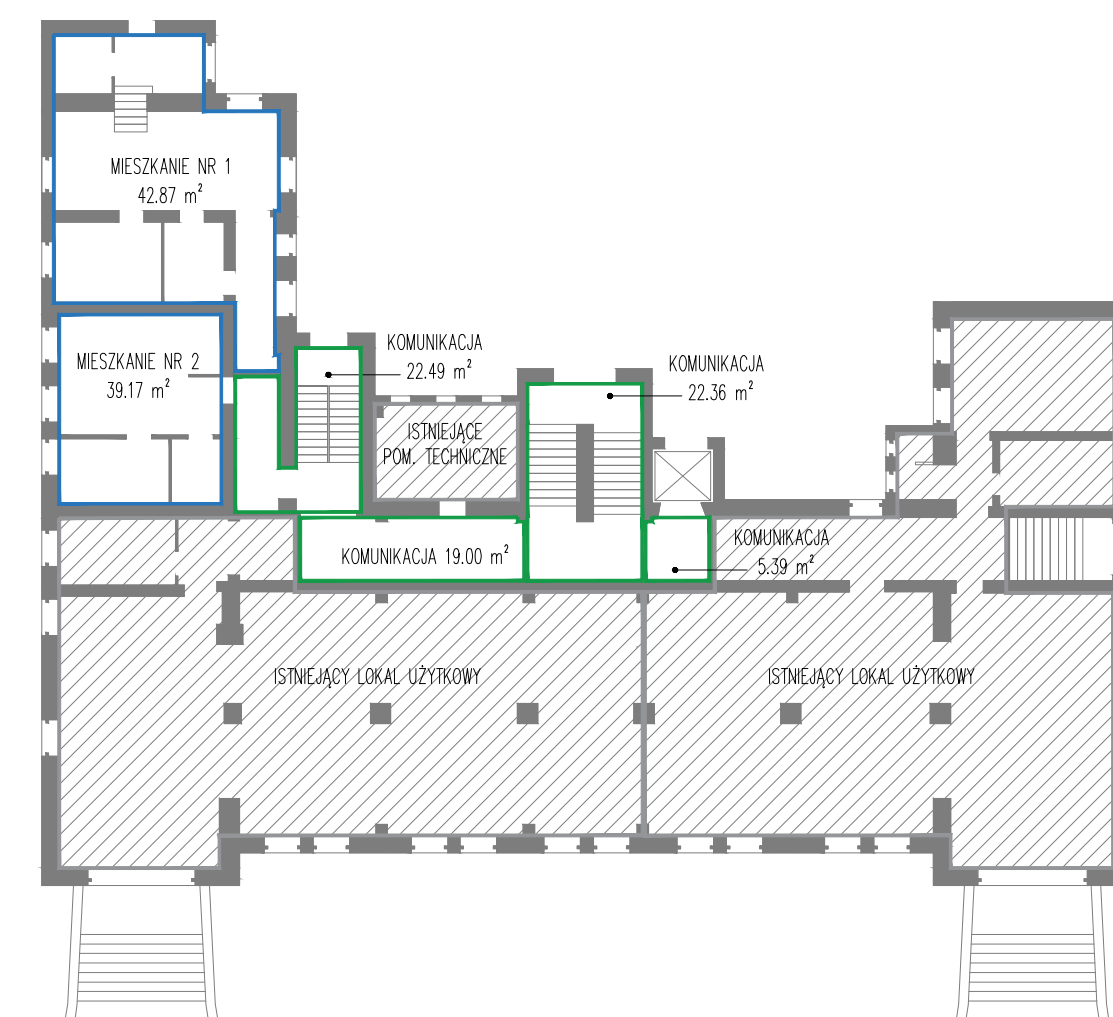 MIESZKANIE NR 1
42.87 m²
KOMUNIKACJA
22.49 m²
MIESZKANIE NR 2
39.17 m²
KOMUNIKACJA
22.36 m²
ISTNIEJĄCE
POM. TECHNICZNE
KOMUNIKACJA 19.00 m²
KOMUNIKACJA
5.39 m²
ISTNIEJĄCY LOKAL UŻYTKOWY
ISTNIEJĄCY LOKAL UŻYTKOWY